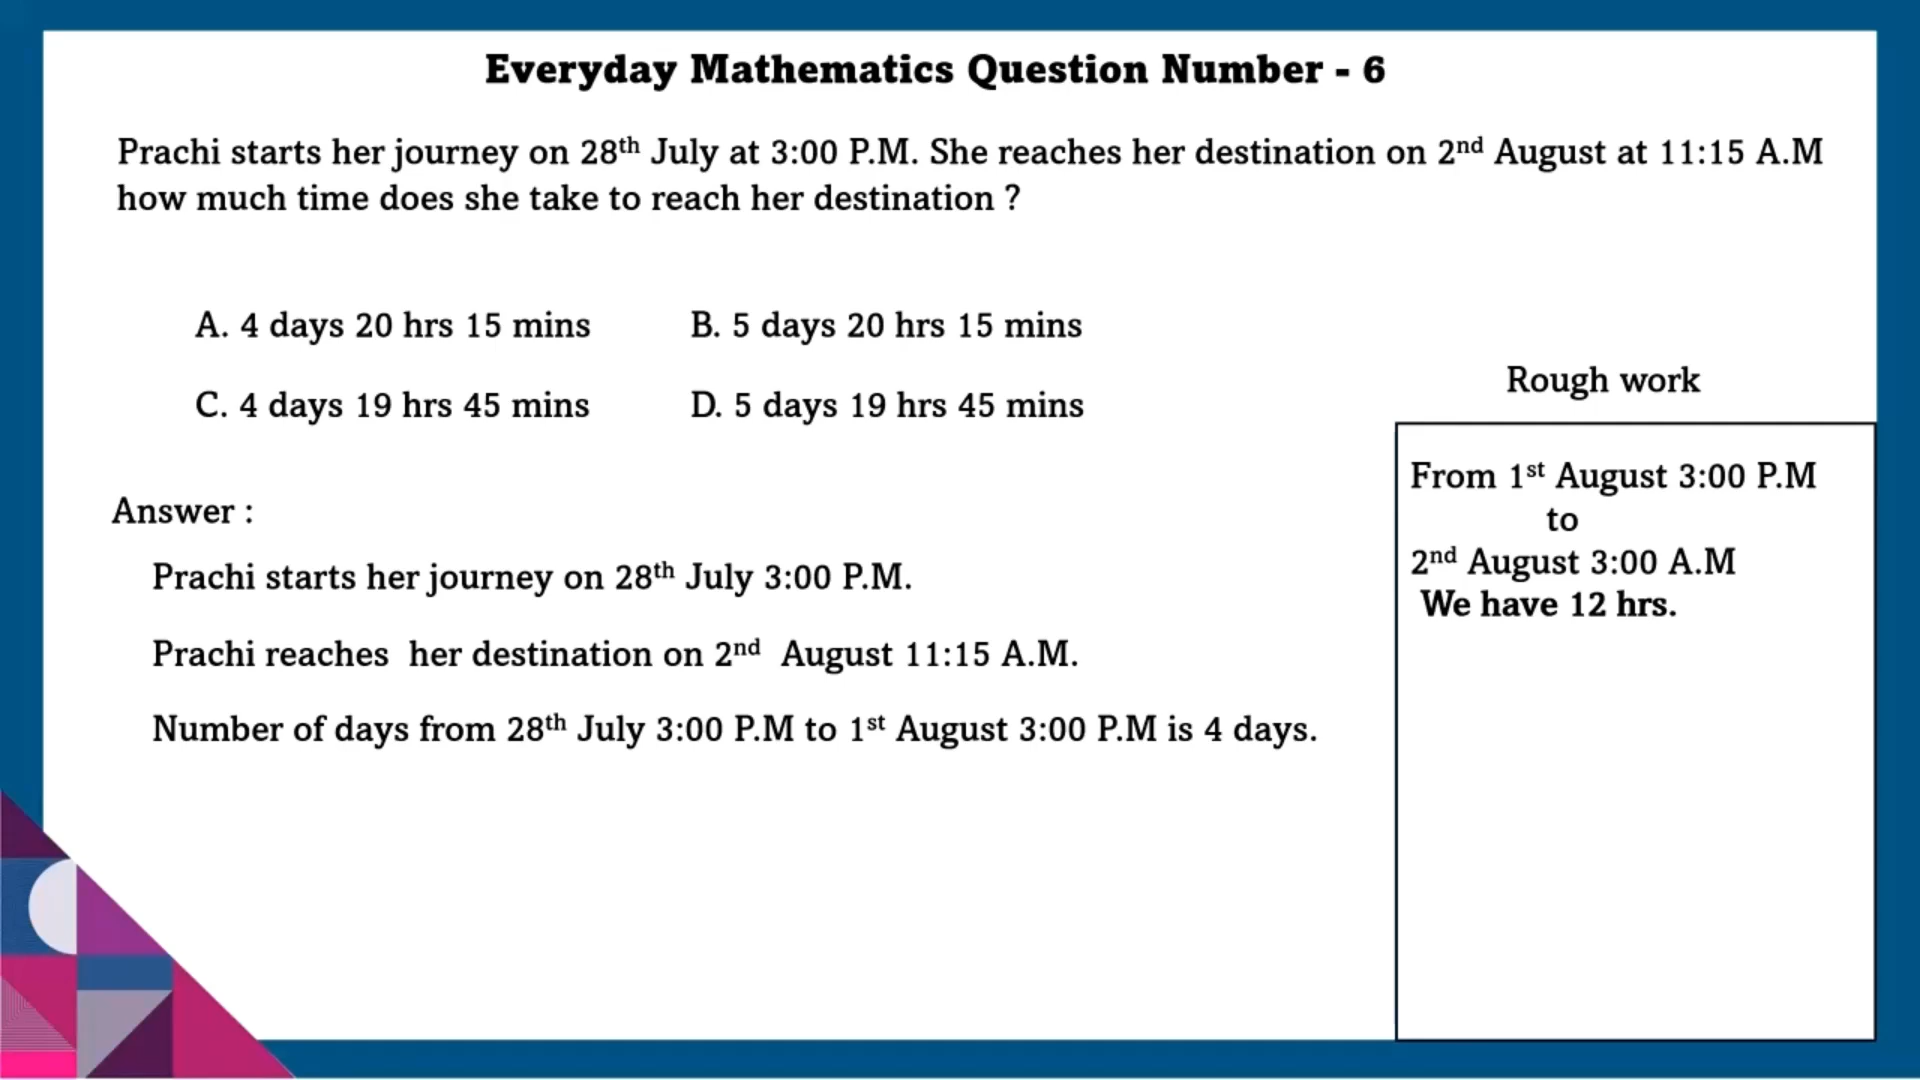 Everyday Mathematics Question Number - 6
Prachi starts her journey on 28th July at 3:00 P.M. She reaches her destination on 2nd August at 11:15 A.M
how much time does she take to reach her destination ?
A. 4 days 20 hrs 15 mins
B. 5 days 20 hrs 15 mins
C. 4 days 19 hrs 45 mins
D. 5 days 19 hrs 45 mins
Answer :
Prachi starts her journey on 28th July 3:00 P.M.
Prachi reaches her destination on 2nd August 11:15 A.M.
Number of days from 28th July 3:00 P.M to 1st August 3:00 P.M is 4 days.
Rough work
From 1st August 3:00 P.M
to
2nd August 3:00 A.M
We have 12 hrs.